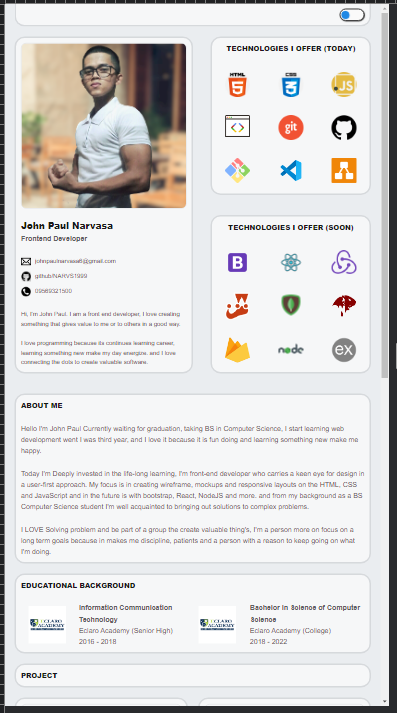 John Paul Narvasa
Frontend Developer
johnpaulnarvasa6@gmail.com
github/NARVS1999
09569321500
Hi, I'm John Paul. I am a front end developer, I love creating
something that gives value to me or to others in a good way.
I love programming because its continues learning career,
learning something new make my day energize. and I love
connecting the dots to create valuable software.
TECHNOLOGIES I OFFER (TODAY)
HTML
CSS
JS
git
TECHNOLOGIES I OFFER (SOON)
B
node
ex
ABOUT ME
Hello I'm John Paul Currently waiting for graduation, taking BS in Computer Science, I start learning web
development went I was third year, and I love it because it is fun doing and learning something new make me
happy.
Today I'm Deeply invested in the life-long learning, I'm front-end developer who carries a keen eye for design in
a user-first approach. My focus is in creating wireframe, mockups and responsive layouts on the HTML, CSS
and JavaScript and in the future is with bootstrap, React, NodeJS and more. and from my background as a BS
Computer Science student I'm well acquainted to bringing out solutions to complex problems.
I LOVE Solving problem and be part of a group the create valuable thing's, I'm a person more on focus on a
long term goals because in makes me discipline, patients and a person with a reason to keep going on what
I'm doing.
EDUCATIONAL BACKGROUND
ECLARO
ACADEMY
Information Communication
Technology
Eclaro Academy (Senior High)
2016 - 2018
ECLARO
ACADEMY
Bachelor in Science of Computer
Science
Eclaro Academy (College)
2018 - 2022
PROJECT